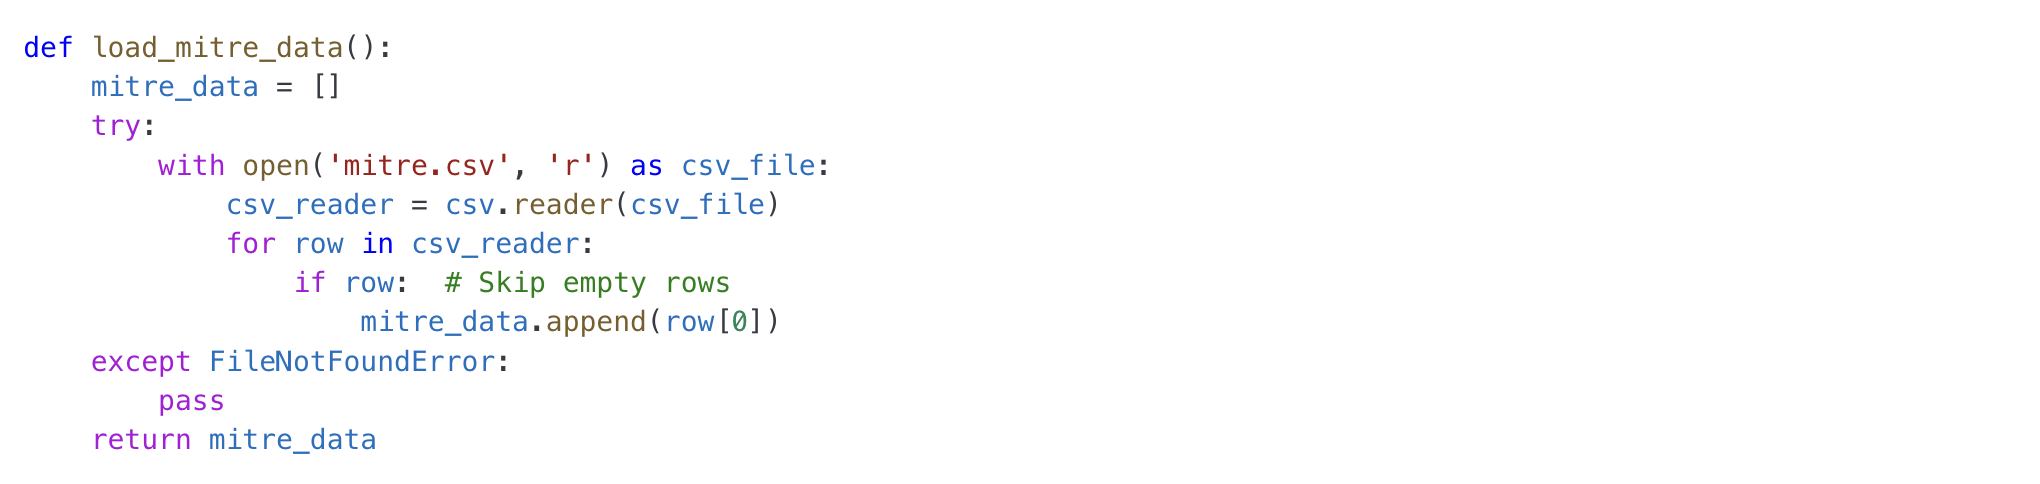 def load_mitre_data():
    mitre_data = []
    try:
        with open('mitre.csv', 'r') as csv_file:
            csv_reader = csv.reader(csv_file)
            for row in csv_reader:
                if row:  # Skip empty rows
                    mitre_data.append(row[0])
    except FileNotFoundError:
        pass
    return mitre_data